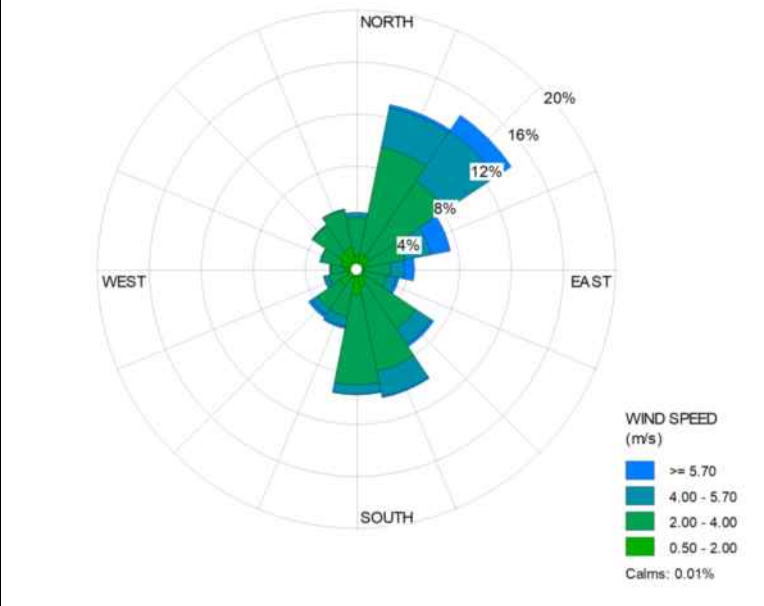 NORTH
20%
16%
12%
8%
4%
WEST
EAST
SOUTH
WIND SPEED
(m/s)
>= 5.70
4.00 - 5.70
2.00 - 4.00
0.50 - 2.00
Calms: 0.01%